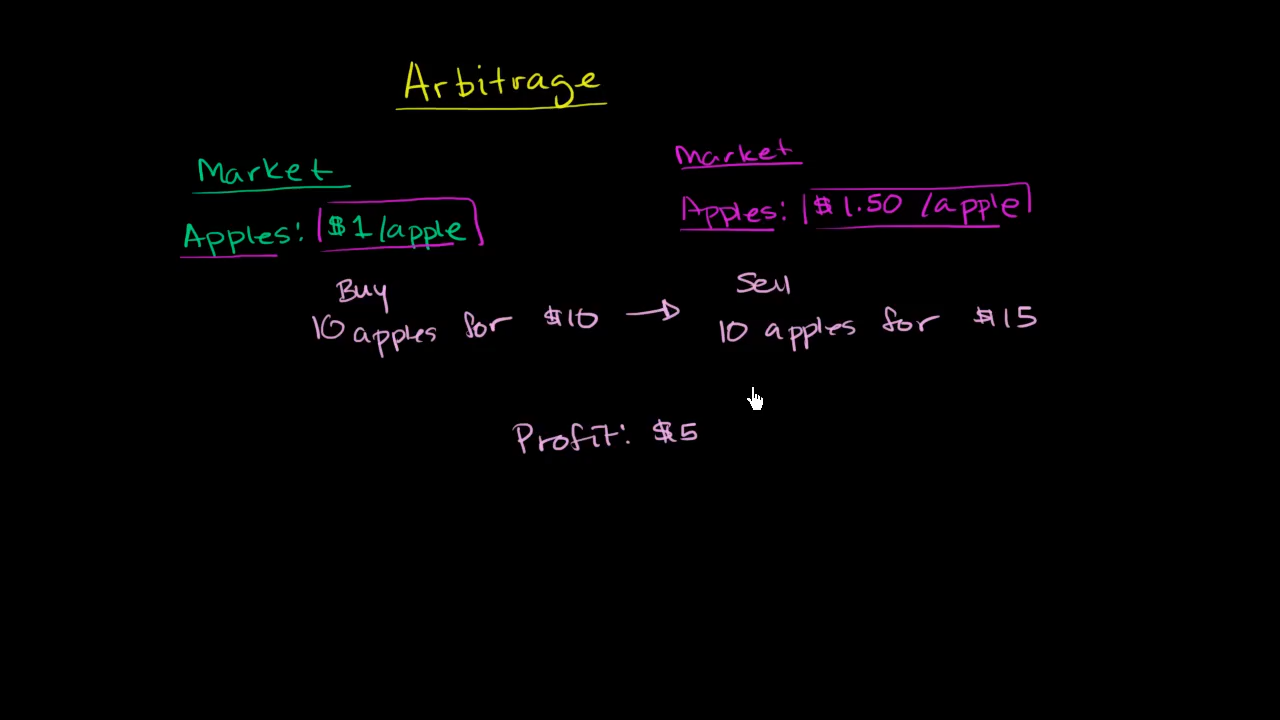 Arbitrage
Market
Apples: $1/apple
Buy
10 apples for $10 →
Market
Apples: $1.50/apple
Sell
10 apples for $15
Profit: $5